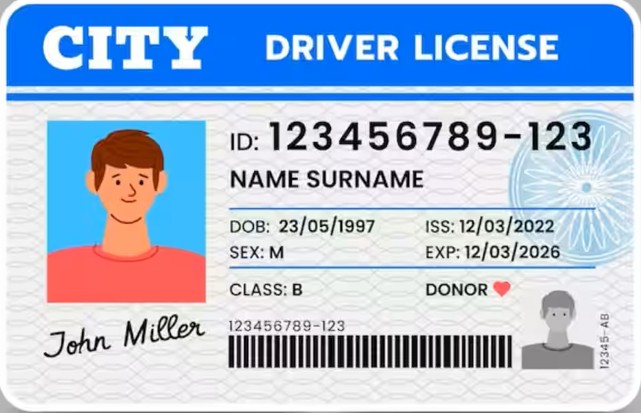 CITY DRIVER LICENSE
ID: 123456789-123
NAME SURNAME
DOB: 23/05/1997 ISS: 12/03/2022
SEX: M EXP: 12/03/2026
CLASS: B DONOR
John Miller
123456789-123
12345-AB